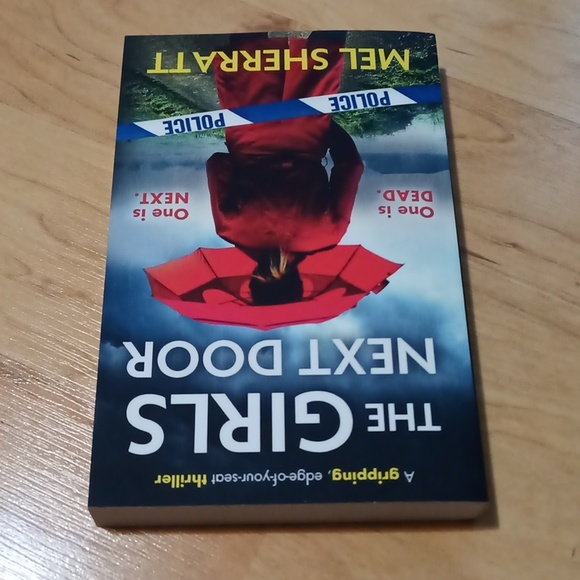 A gripping, edge-of-your-seat thriller
THE GIRLS
NEXT DOOR
One is
DEAD.
One is
NEXT.
POLICE
POLICE
MEL SHERRATT